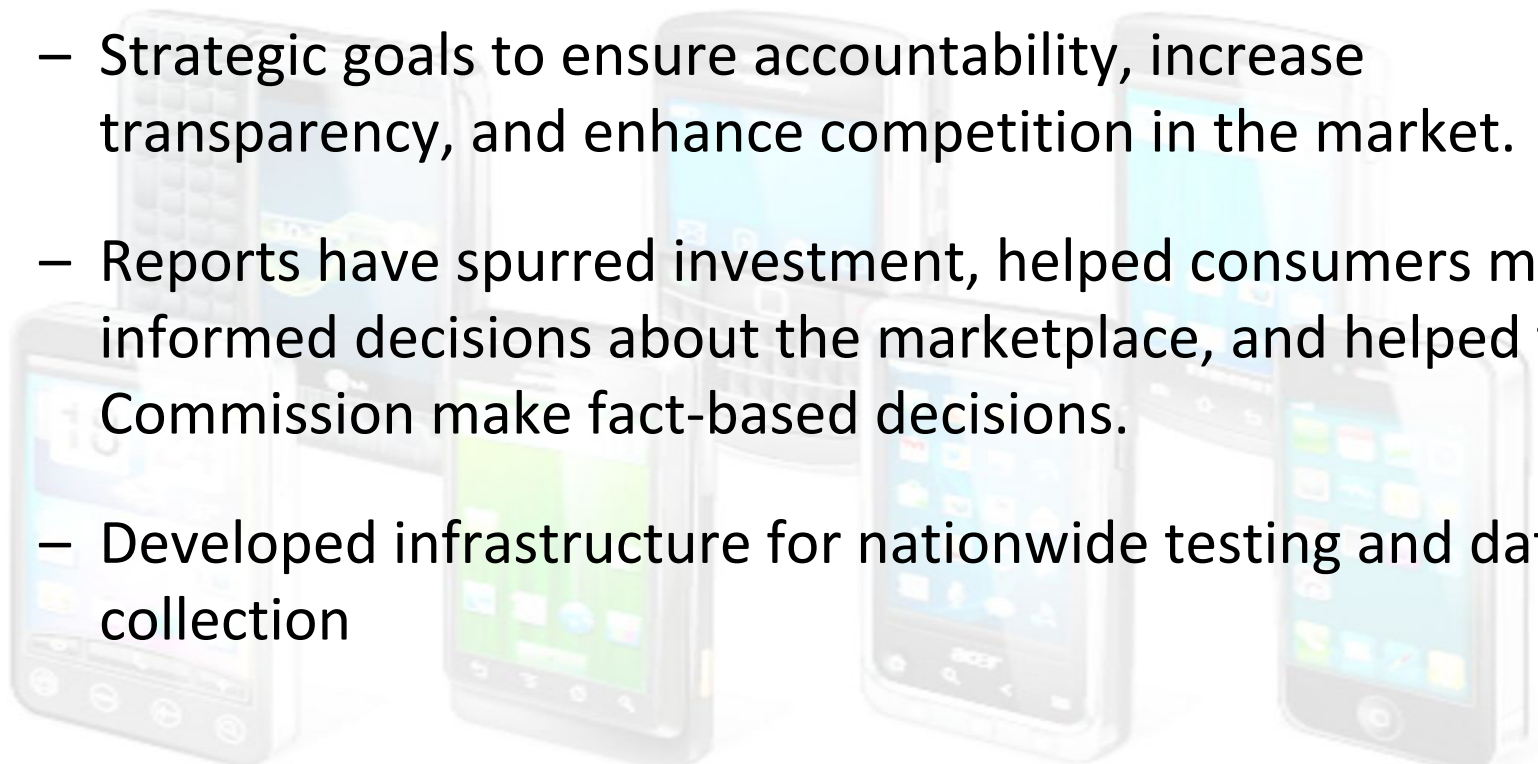 – Strategic goals to ensure accountability, increase
transparency, and enhance competition in the market.
– Reports have spurred investment, helped consumers m
informed decisions about the marketplace, and helped
Commission make fact-based decisions.
– Developed infrastructure for nationwide testing and dat
collection
acer